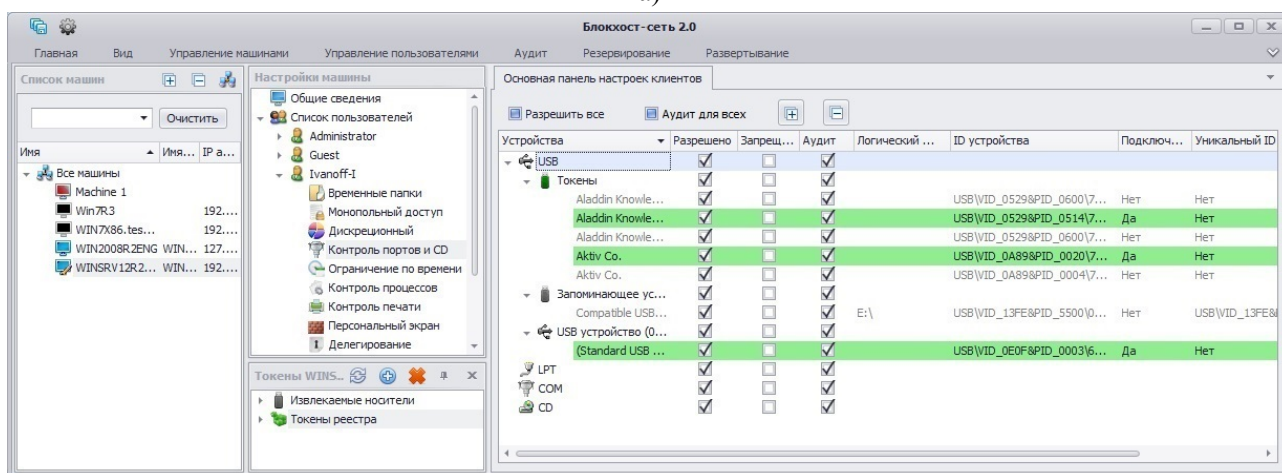 Блокхост-сеть 2.0
Главная Вид Управление машинами Управление пользователями Аудит Резервирование Развертывание
Список машин
Очистить
Имя Имя... IP a...
Все машины
Machine 1
Win7R3 192....
WIN7X86.tes... 192....
WIN2008R2ENG WIN... 127....
WINSRV12R2... WIN... 192....
Настройки машины
Общие сведения
Список пользователей
Administrator
Guest
Ivanoff-I
Временные папки
Монопольный доступ
Дискреционный
Контроль портов и CD
Ограничение по времени
Контроль процессов
Контроль печати
Персональный экран
Делегирование
Токены WINS...
Извлекаемые носители
Токены реестра
Основная панель настроек клиентов
Разрешить все Аудит для всех
Устройства Разрешено Запрещ... Аудит Логический ... ID устройства Подключ... Уникальный ID
USB
Токены
Aladdin Knowle... USB\VID_0529&PID_0600\7... Нет Нет
Aladdin Knowle... USB\VID_0529&PID_0514\7... Да Нет
Aladdin Knowle... USB\VID_0529&PID_0600\7... Нет Нет
Aktiv Co. USB\VID_0A89&PID_0020\7... Да Нет
Aktiv Co. USB\VID_0A89&PID_0004\7... Нет Нет
Запоминающее ус...
Compatible USB... E:\ USB\VID_13FE&PID_5500\0... Нет USB\VID_13FE&
USB устройство (0...
(Standard USB ... USB\VID_0E0F&PID_0003\6... Да Нет
LPT
COM
CD